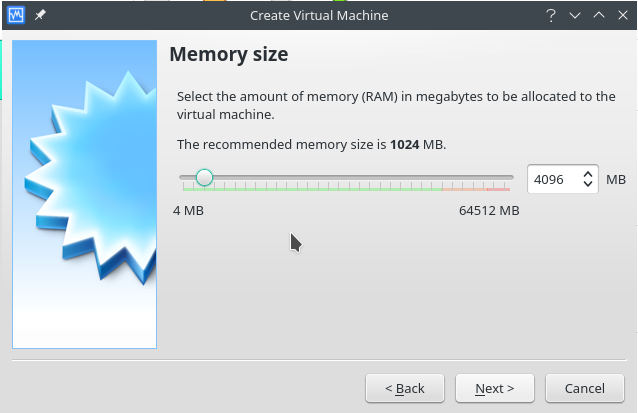 Create Virtual Machine
Memory size
Select the amount of memory (RAM) in megabytes to be allocated to the
virtual machine.
The recommended memory size is 1024 MB.
4096 MB
4 MB 64512 MB
< Back Next > Cancel